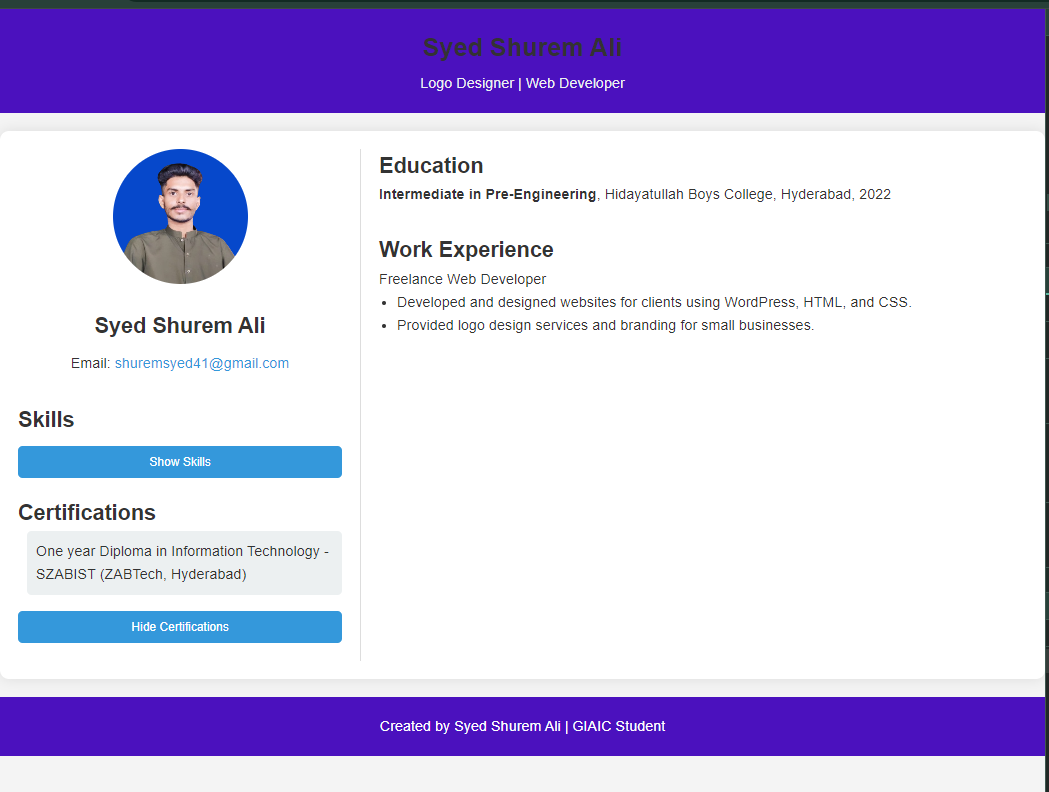 Syed Shurem Ali
Logo Designer | Web Developer
Syed Shurem Ali
Email: shuremsyed41@gmail.com
Skills
Show Skills
Certifications
One year Diploma in Information Technology -
SZABIST (ZABTech, Hyderabad)
Hide Certifications
Education
Intermediate in Pre-Engineering, Hidayatullah Boys College, Hyderabad, 2022
Work Experience
Freelance Web Developer
• Developed and designed websites for clients using WordPress, HTML, and CSS.
• Provided logo design services and branding for small businesses.
Created by Syed Shurem Ali | GIAIC Student